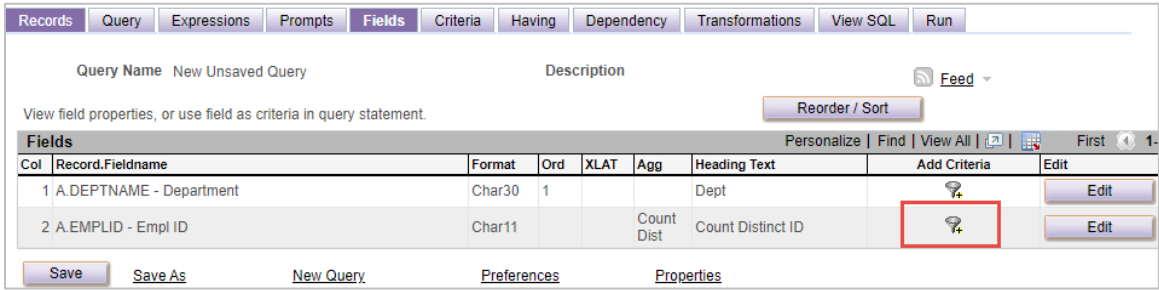 Records Query Expressions Prompts Fields Criteria Having Dependency Transformations View SQL Run
Query Name New Unsaved Query Description
Feed
View field properties, or use field as criteria in query statement. Reorder / Sort
Fields Personalize | Find | View All | | First 1-
Col Record.Fieldname Format Ord XLAT Agg Heading Text Add Criteria Edit
1 A.DEPTNAME - Department Char30 1 Dept Edit
2 A.EMPLID - Empl ID Char11 Count Dist Count Distinct ID Edit
Save Save As New Query Preferences Properties